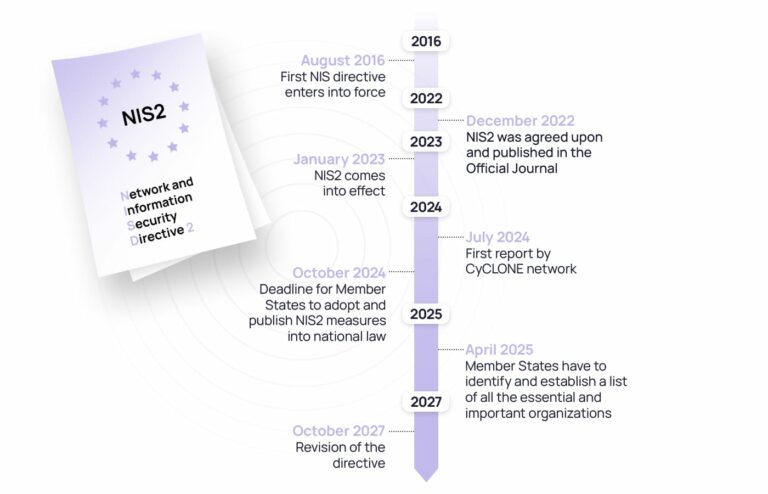 NIS2
Network and
Information
Security
Directive 2
2016
August 2016
First NIS directive
enters into force
2022
December 2022
NIS2 was agreed upon
and published in the
Official Journal
2023
January 2023
NIS2 comes
into effect
2024
July 2024
First report by
CyCLONE network
October 2024
Deadline for Member
States to adopt and
publish NIS2 measures
into national law
2025
April 2025
Member States have to
identify and establish a list
of all the essential and
important organizations
2027
October 2027
Revision of the
directive